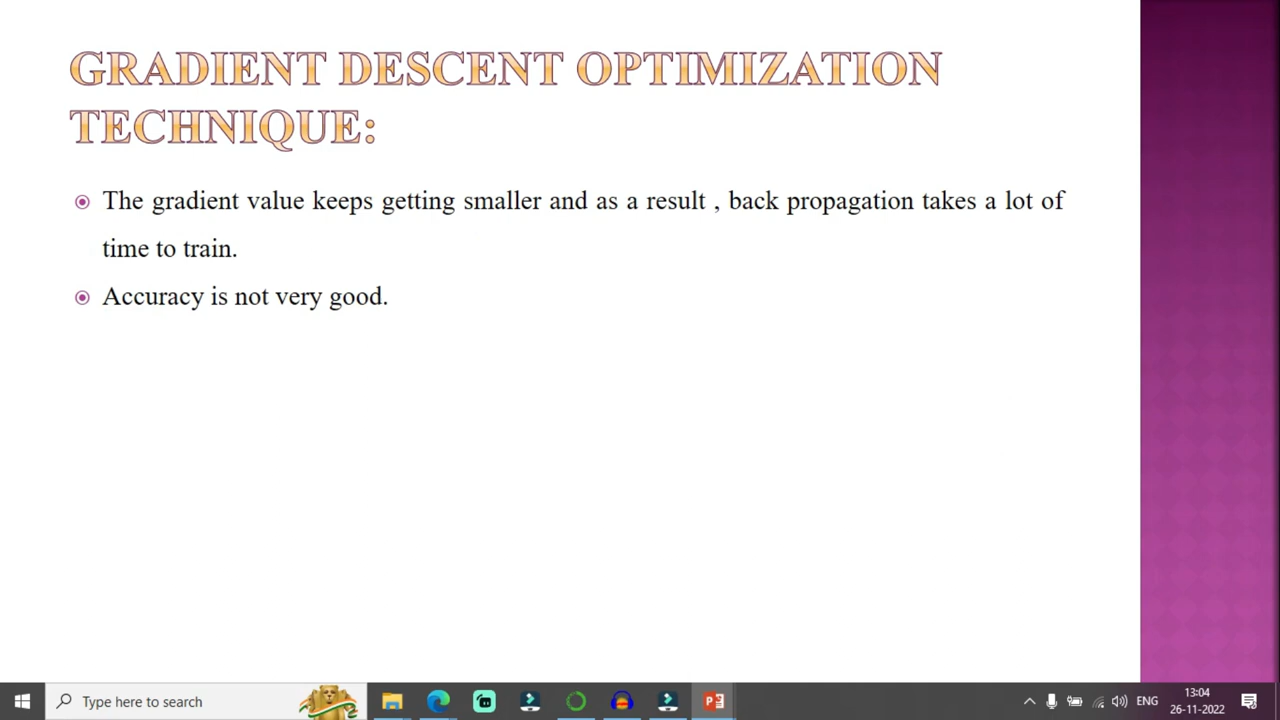 GRADIENT DESCENT OPTIMIZATION
TECHNIQUE:
The gradient value keeps getting smaller and as a result , back propagation takes a lot of
time to train.
Accuracy is not very good.
Type here to search
ENG
13:04
26-11-2022